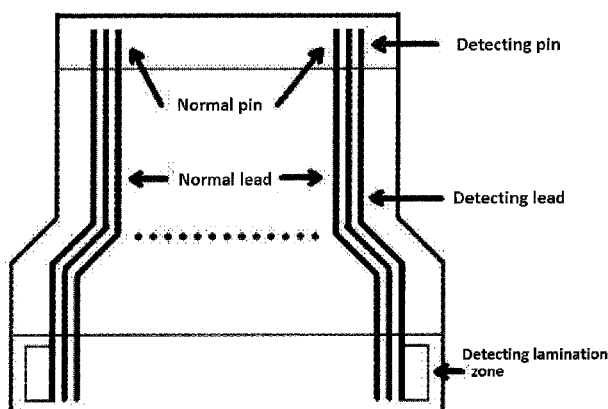 Detecting pin
Normal pin
Normal lead
Detecting lead
Detecting lamination
zone